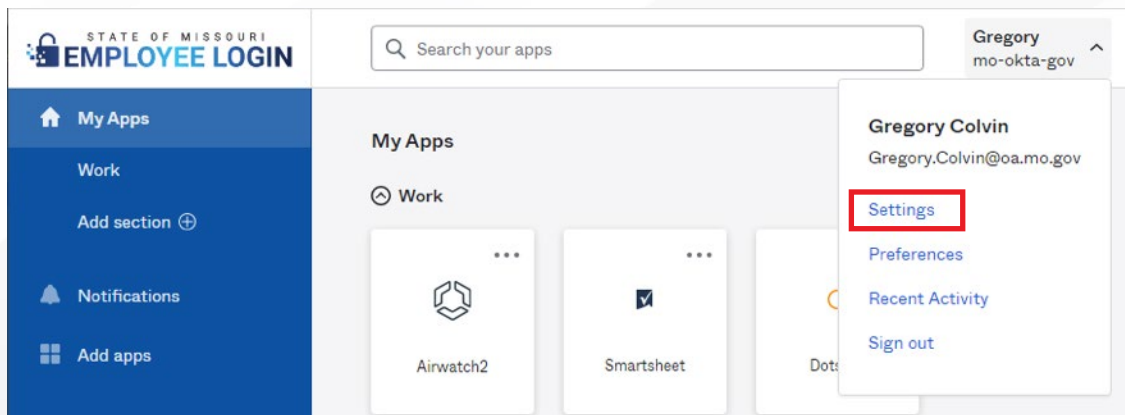 STATE OF MISSOURI
EMPLOYEE LOGIN
Search your apps
Gregory
mo-okta-gov
My Apps
Work
Add section
Notifications
Add apps
My Apps
Work
Airwatch2
Smartsheet
Dots
Gregory Colvin
Gregory.Colvin@oa.mo.gov
Settings
Preferences
Recent Activity
Sign out